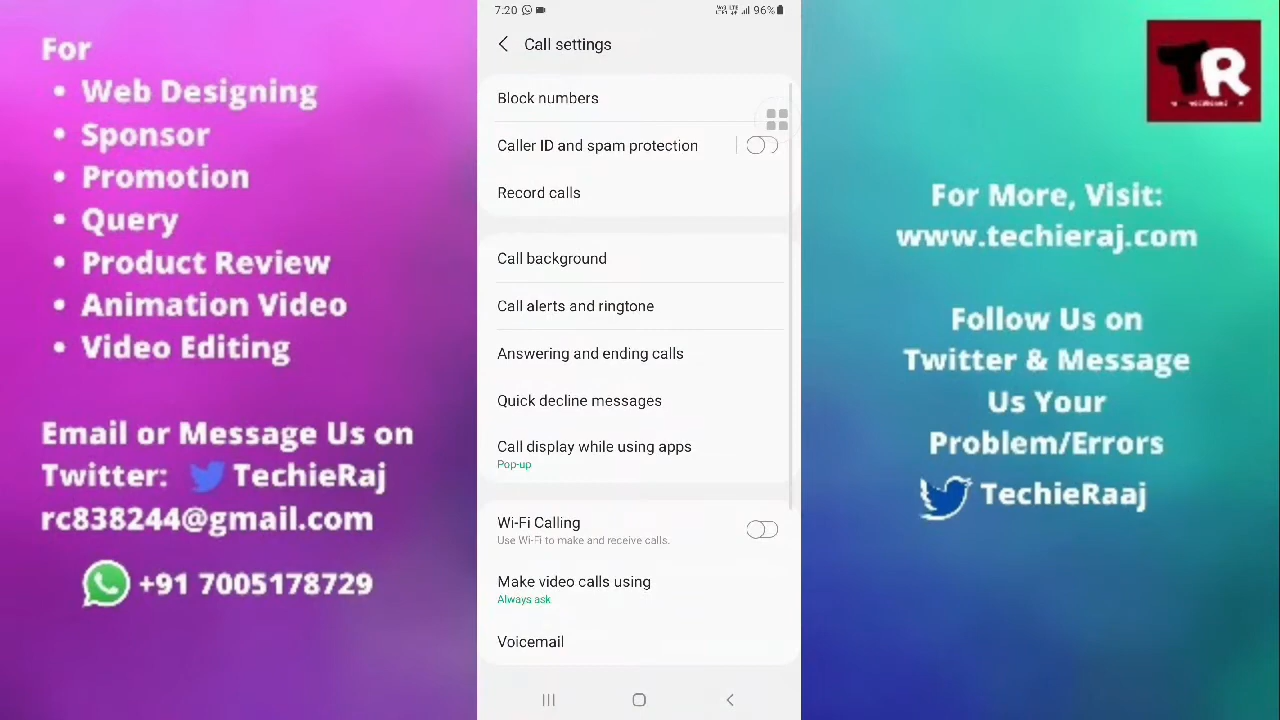 For
• Web Designing
• Sponsor
• Promotion
• Query
• Product Review
• Animation Video
• Video Editing
Email or Message Us on
Twitter: TechieRaj
rc838244@gmail.com
+91 7005178729
7:20
96%
Call settings
Block numbers
Caller ID and spam protection
Record calls
Call background
Call alerts and ringtone
Answering and ending calls
Quick decline messages
Call display while using apps
Pop-up
Wi-Fi Calling
Use Wi-Fi to make and receive calls.
Make video calls using
Always ask
Voicemail
TR
For More, Visit:
www.techieraj.com
Follow Us on
Twitter & Message
Us Your
Problem/Errors
TechieRaaj